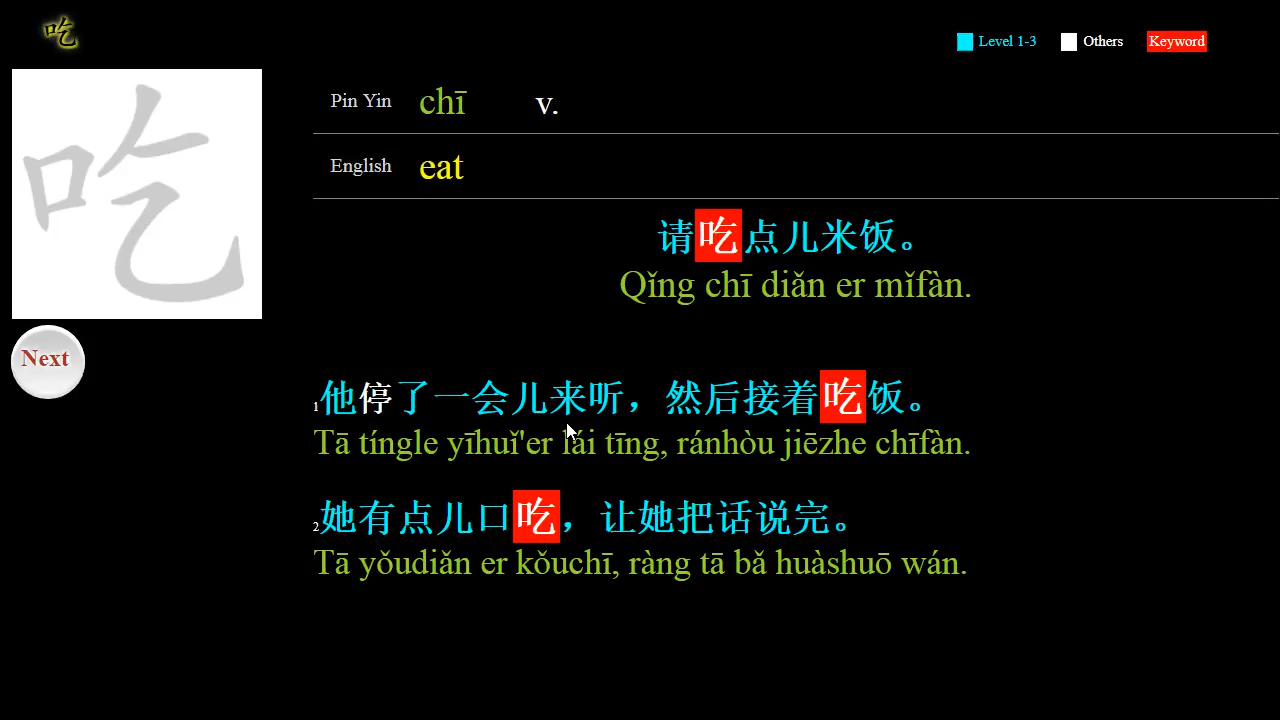 吃
Level 1-3 Others Keyword
吃
Pin Yin chī v.
English eat
请吃点儿米饭。
Qǐng chī diǎn er mǐfàn.
Next
1他停了一会儿来听，然后接着吃饭。
Tā tíngle yīhuǐ'er lái tīng, ránhòu jiēzhe chīfàn.
2她有点儿口吃，让她把话说完。
Tā yǒudiǎn er kǒuchī, ràng tā bǎ huàshuō wán.